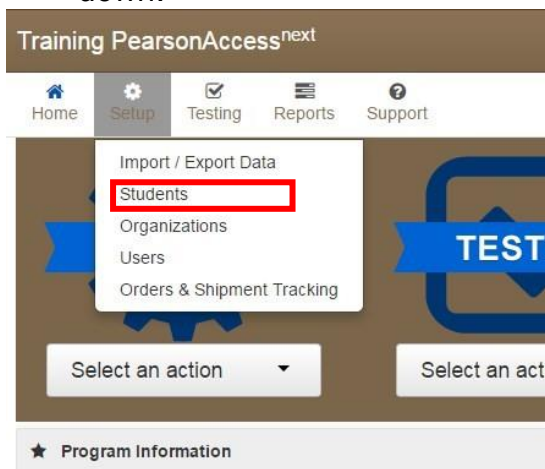 down.
Training PearsonAccessnext
Home Setup Testing Reports Support
Import / Export Data
Students
Organizations
Users
Orders & Shipment Tracking
TEST
Select an action
Select an act
Program Information